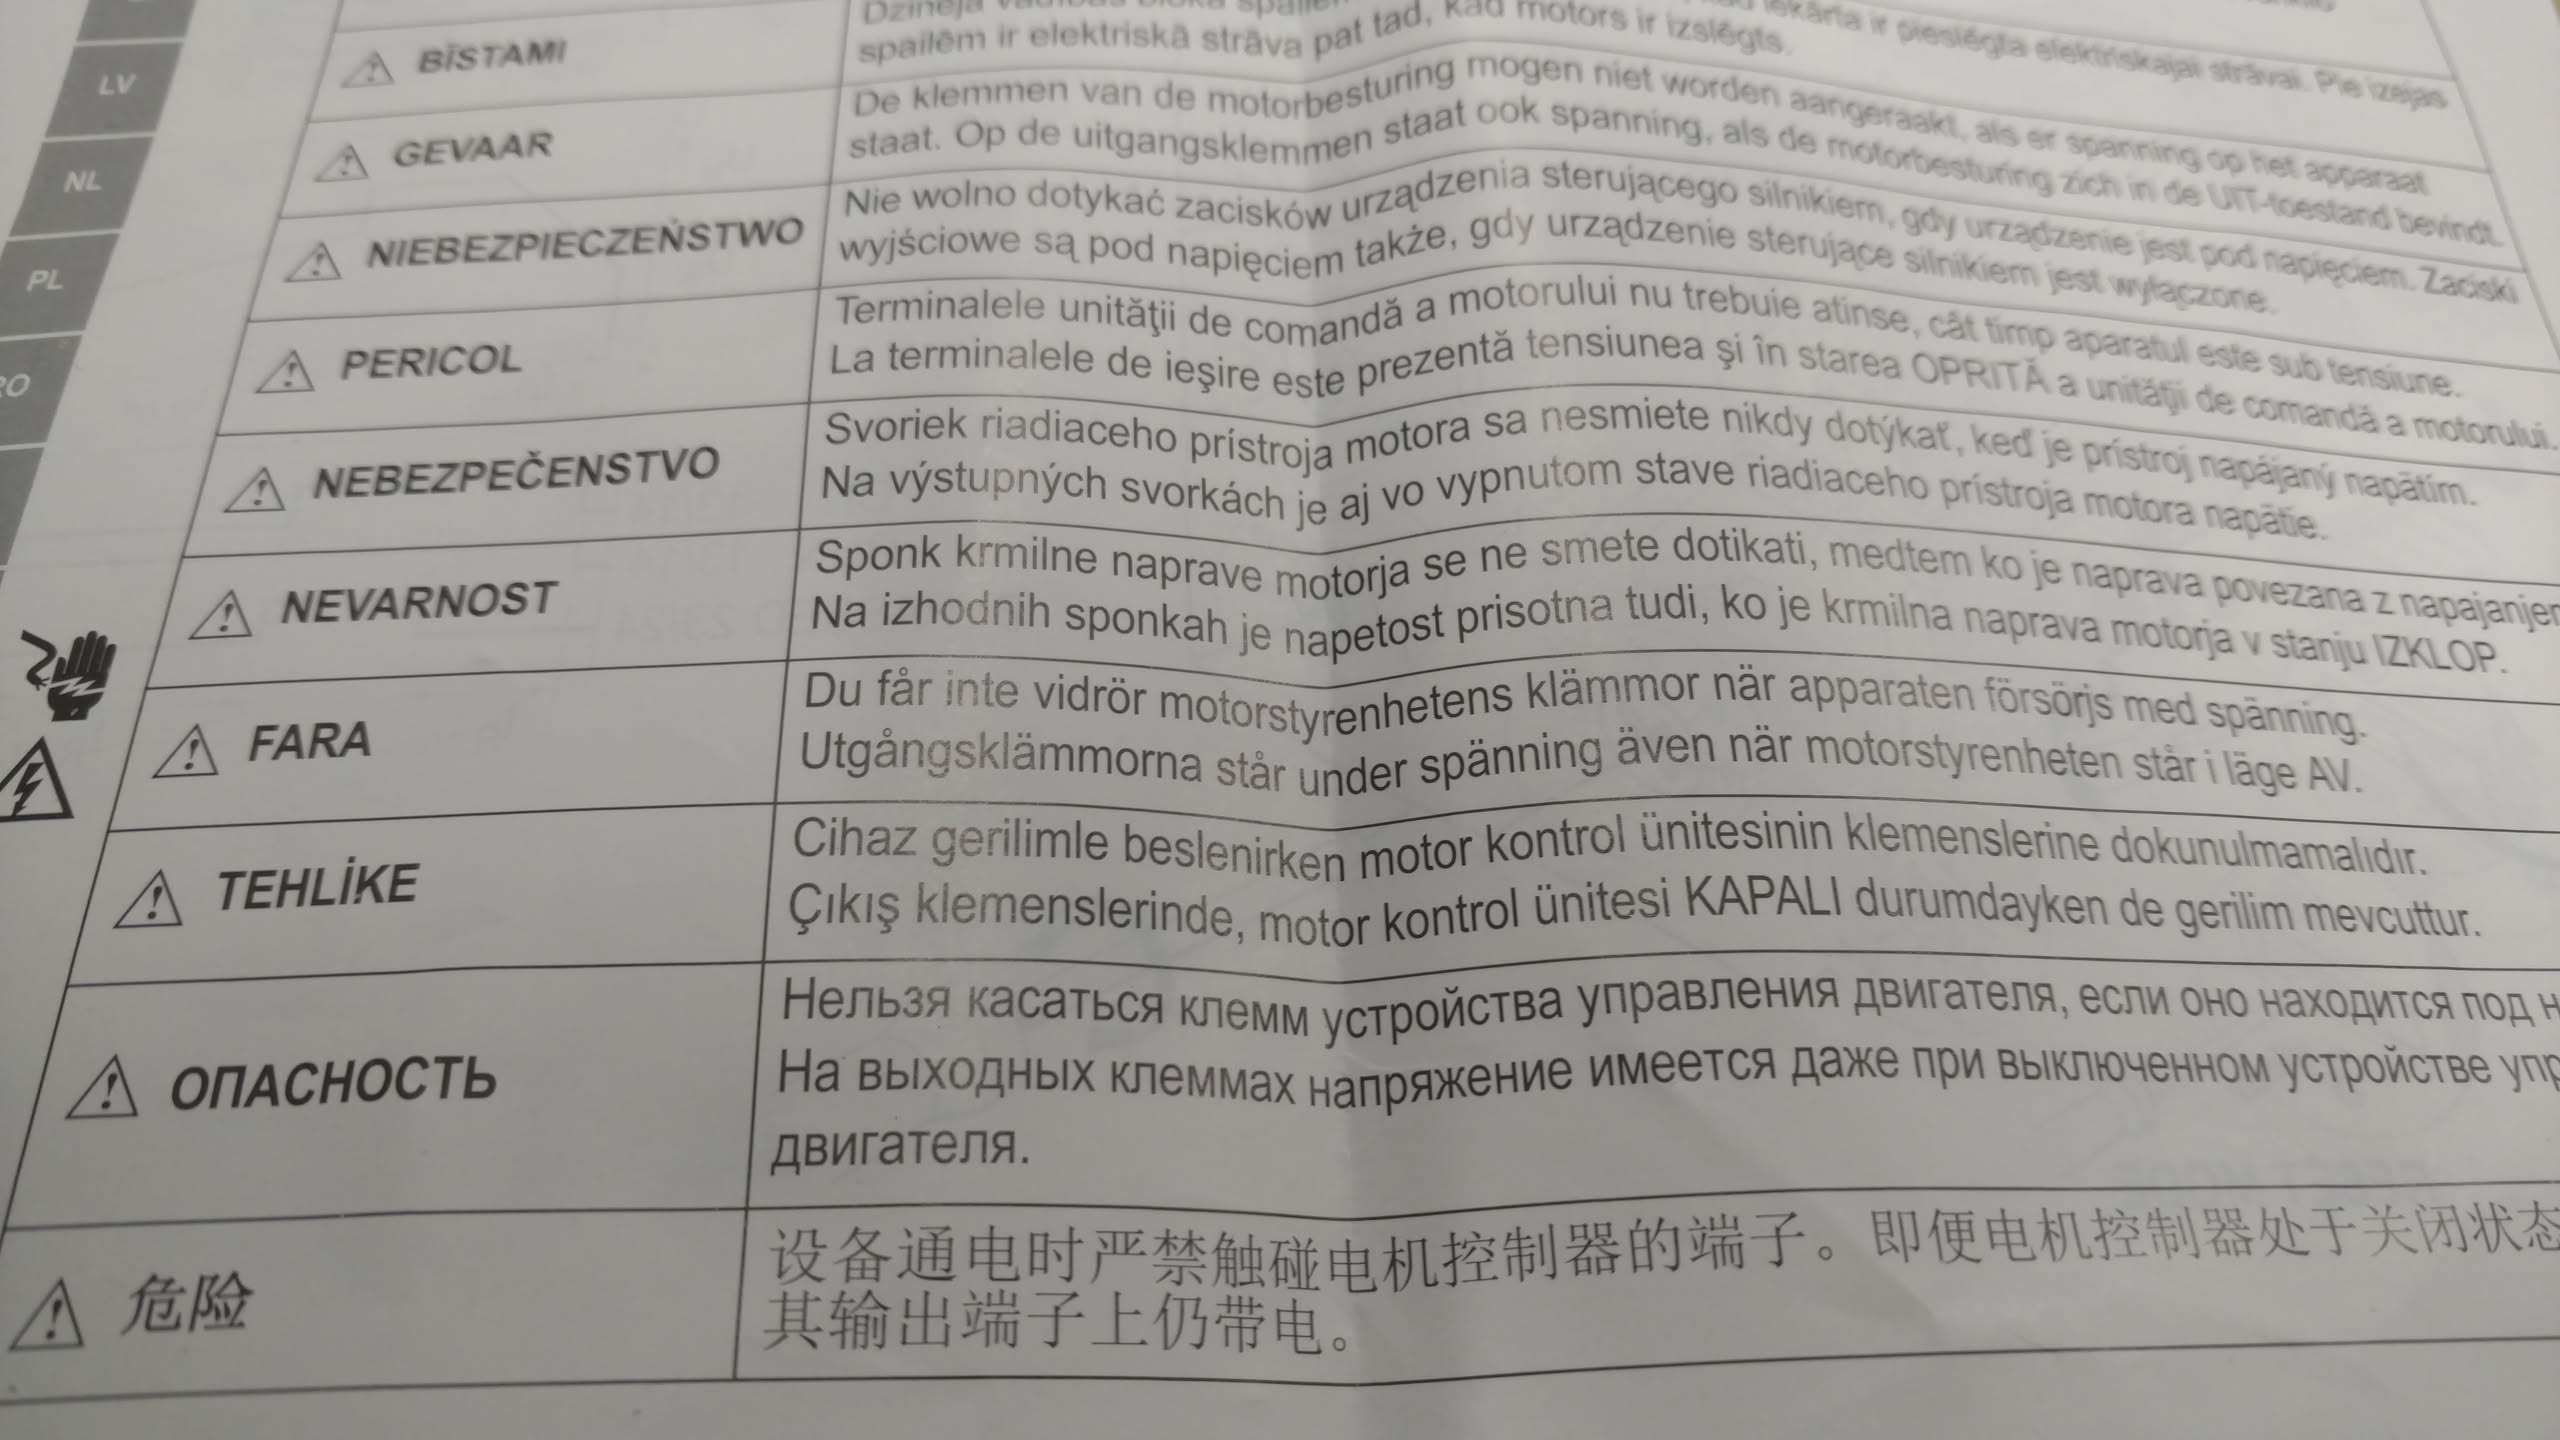 LV
NL
PL
RO
BĪSTAMI
spailēm ir elektriskā strāva pat tad, kad motors ir izslēgts.
iekārta ir pieslēgta elektriskajai strāvai. Pie izejas
GEVAAR
De klemmen van de motorbesturing mogen niet worden aangeraakt, als er spanning op het apparaat
staat. Op de uitgangsklemmen staat ook spanning, als de motorbesturing zich in de UIT-toestand bevindt.
NIEBEZPIECZEŃSTWO
Nie wolno dotykać zacisków urządzenia sterującego silnikiem, gdy urządzenie jest pod napięciem. Zaciski
wyjściowe są pod napięciem także, gdy urządzenie sterujące silnikiem jest wyłączone.
PERICOL
Terminalele unităţii de comandă a motorului nu trebuie atinse, cât timp aparatul este sub tensiune.
La terminalele de ieşire este prezentă tensiunea şi în starea OPRITĂ a unităţii de comandă a motorului.
NEBEZPEČENSTVO
Svoriek riadiaceho prístroja motora sa nesmiete nikdy dotýkať, keď je prístroj napájaný napätím.
Na výstupných svorkách je aj vo vypnutom stave riadiaceho prístroja motora napätie.
NEVARNOST
Sponk krmilne naprave motorja se ne smete dotikati, medtem ko je naprava povezana z
Na izhodnih sponkah je napetost prisotna tudi, ko je krmilna naprava motorja v stanju IZKLOP.
FARA
Du får inte vidrör motorstyrenhetens klämmor när apparaten försörjs med spänning.
Utgångsklämmorna står under spänning även när motorstyrenheten står i läge AV.
TEHLİKE
Cihaz gerilimle beslenirken motor kontrol ünitesinin klemenslerine dokunulmamalıdır.
Çıkış klemenslerinde, motor kontrol ünitesi KAPALI durumdayken de gerilim mevcuttur.
ОПАСНОСТЬ
Нельзя касаться клемм устройства управления двигателя, если оно находится под
На выходных клеммах напряжение имеется даже при выключенном устройстве
двигателя.
危险
设备通电时严禁触碰电机控制器的端子。即便电机控制器处于关闭状态
其输出端子上仍带电。